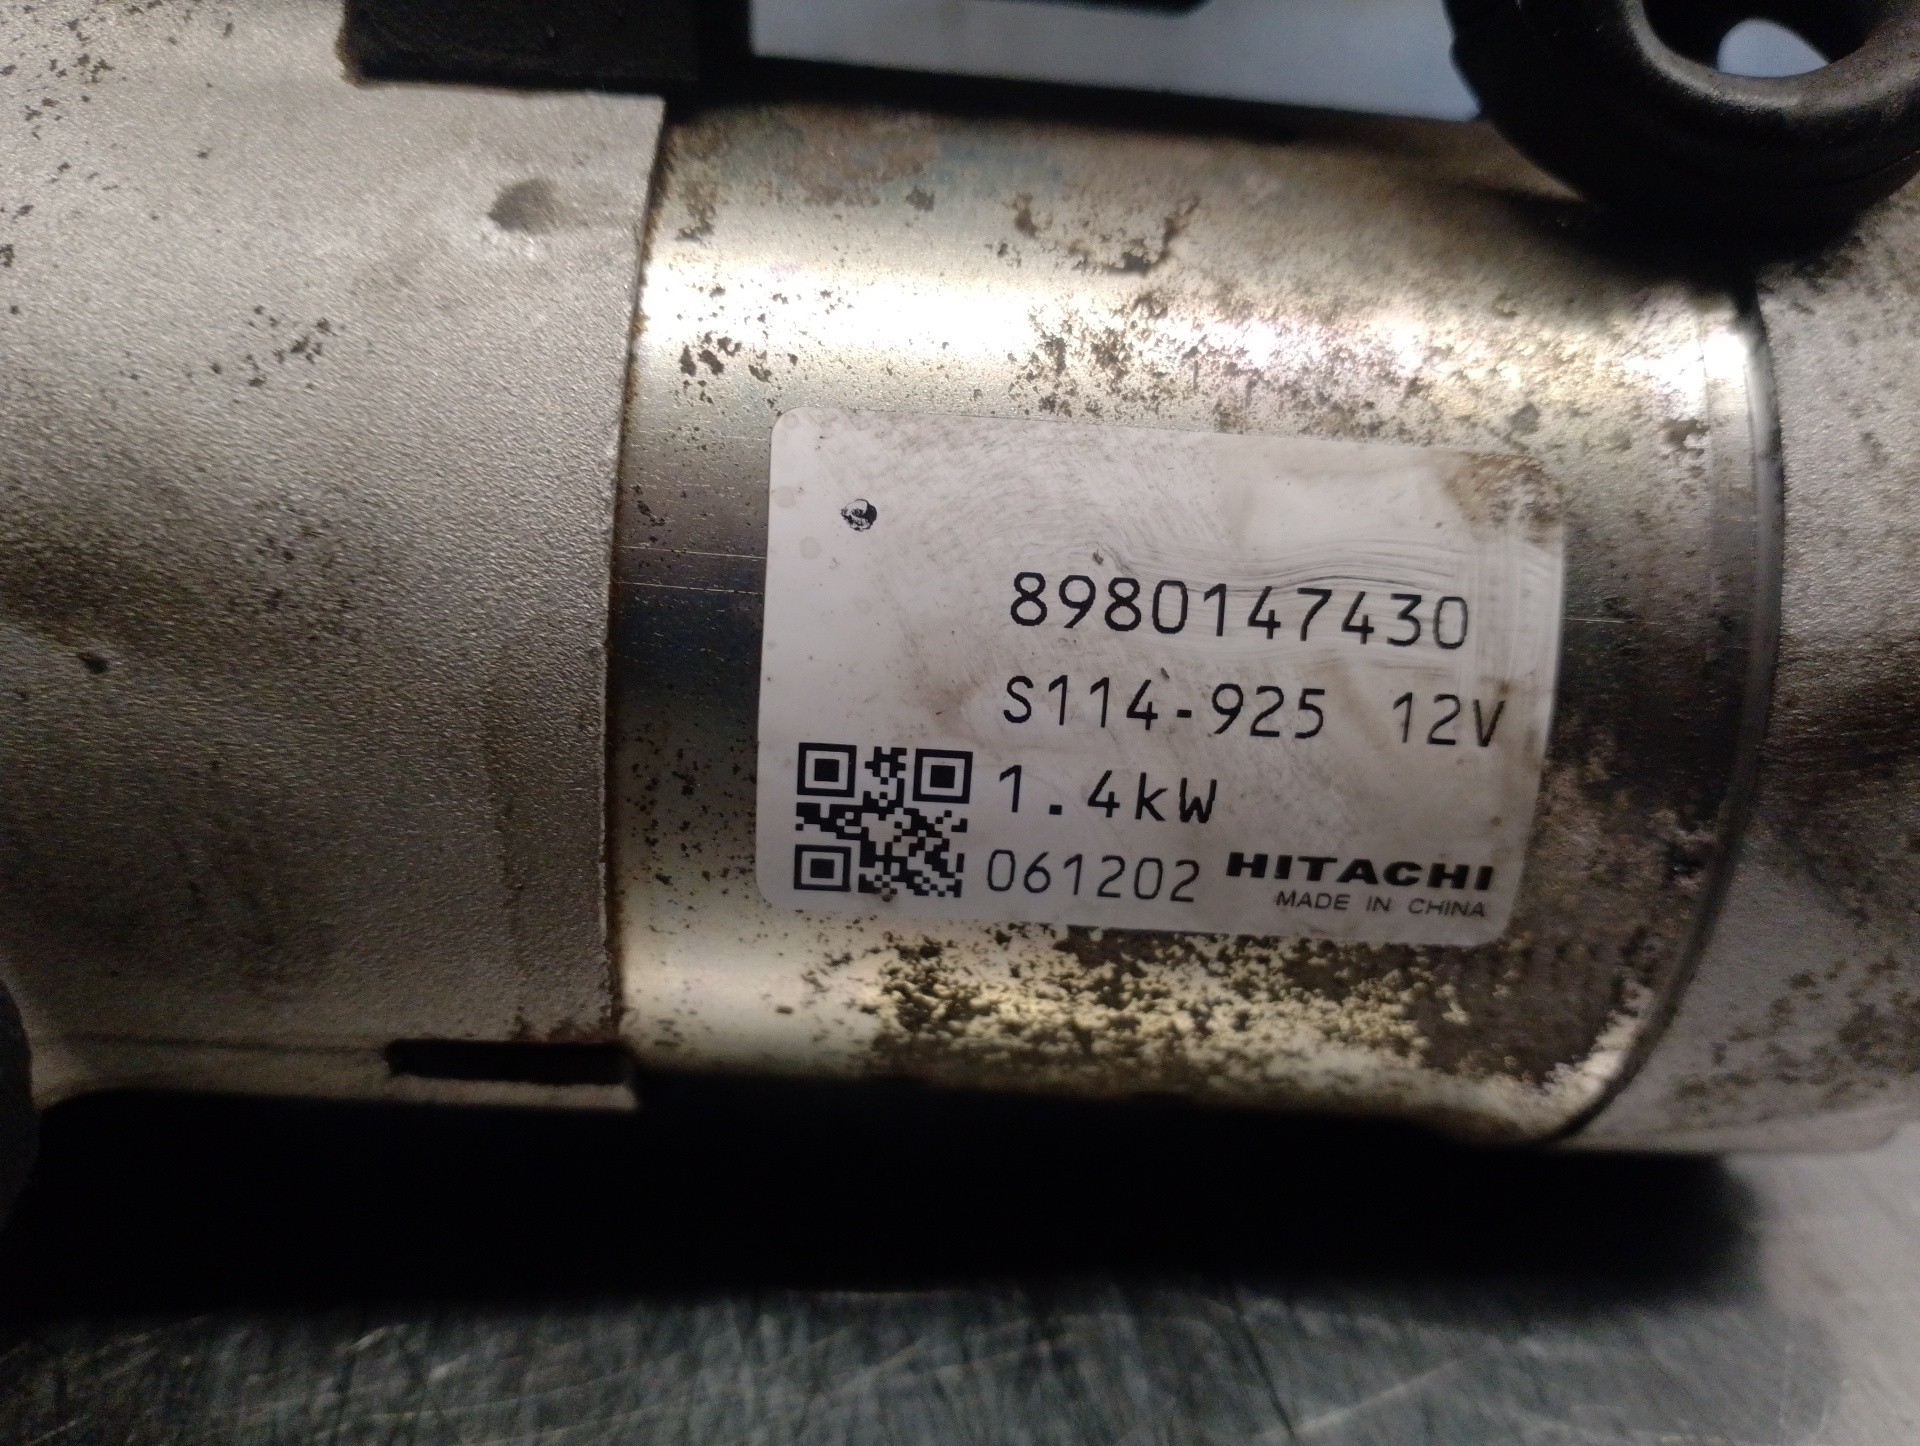 8980147430
S114-925 12V
1.4kW
061202 HITACHI
MADE IN CHINA